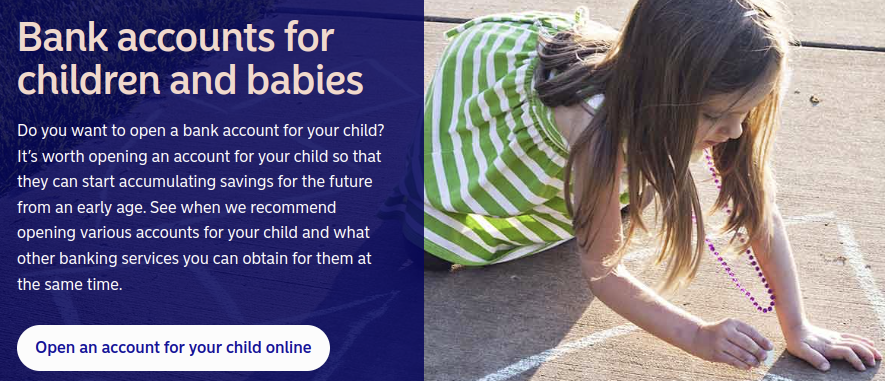 Bank accounts for
children and babies
Do you want to open a bank account for your child?
It's worth opening an account for your child so that
they can start accumulating savings for the future
from an early age. See when we recommend
opening various accounts for your child and what
other banking services you can obtain for them at
the same time.
Open an account for your child online